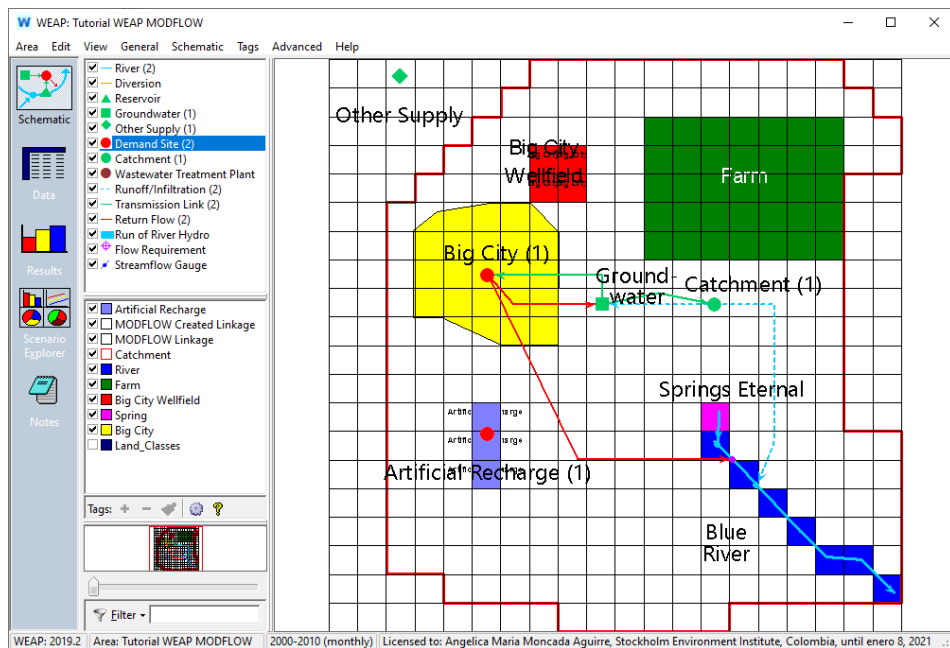 WEAP: Tutorial WEAP MODFLOW
Area Edit View General Schematic Tags Advanced Help
Schematic
Data
Results
Scenario
Explorer
Notes
River (2)
Diversion
Reservoir
Groundwater (1)
Other Supply (1)
Demand Site (2)
Catchment (1)
Wastewater Treatment Plant
Runoff/Infiltration (2)
Transmission Link (2)
Return Flow (2)
Run of River Hydro
Flow Requirement
Streamflow Gauge
Artificial Recharge
MODFLOW Created Linkage
MODFLOW Linkage
Catchment
River
Farm
Big City Wellfield
Spring
Big City
Land_Classes
Tags:
Filter
Other Supply
Big City
Wellfield
Farm
Big City (1)
Ground-
water
Catchment (1)
Springs Eternal
Artificial Recharge (1)
Blue
River
WEAP: 2019.2 Area: Tutorial WEAP MODFLOW 2000-2010 (monthly) Licensed to: Angelica Maria Moncada Aguirre, Stockholm Environment Institute, Colombia, until enero 8, 2021